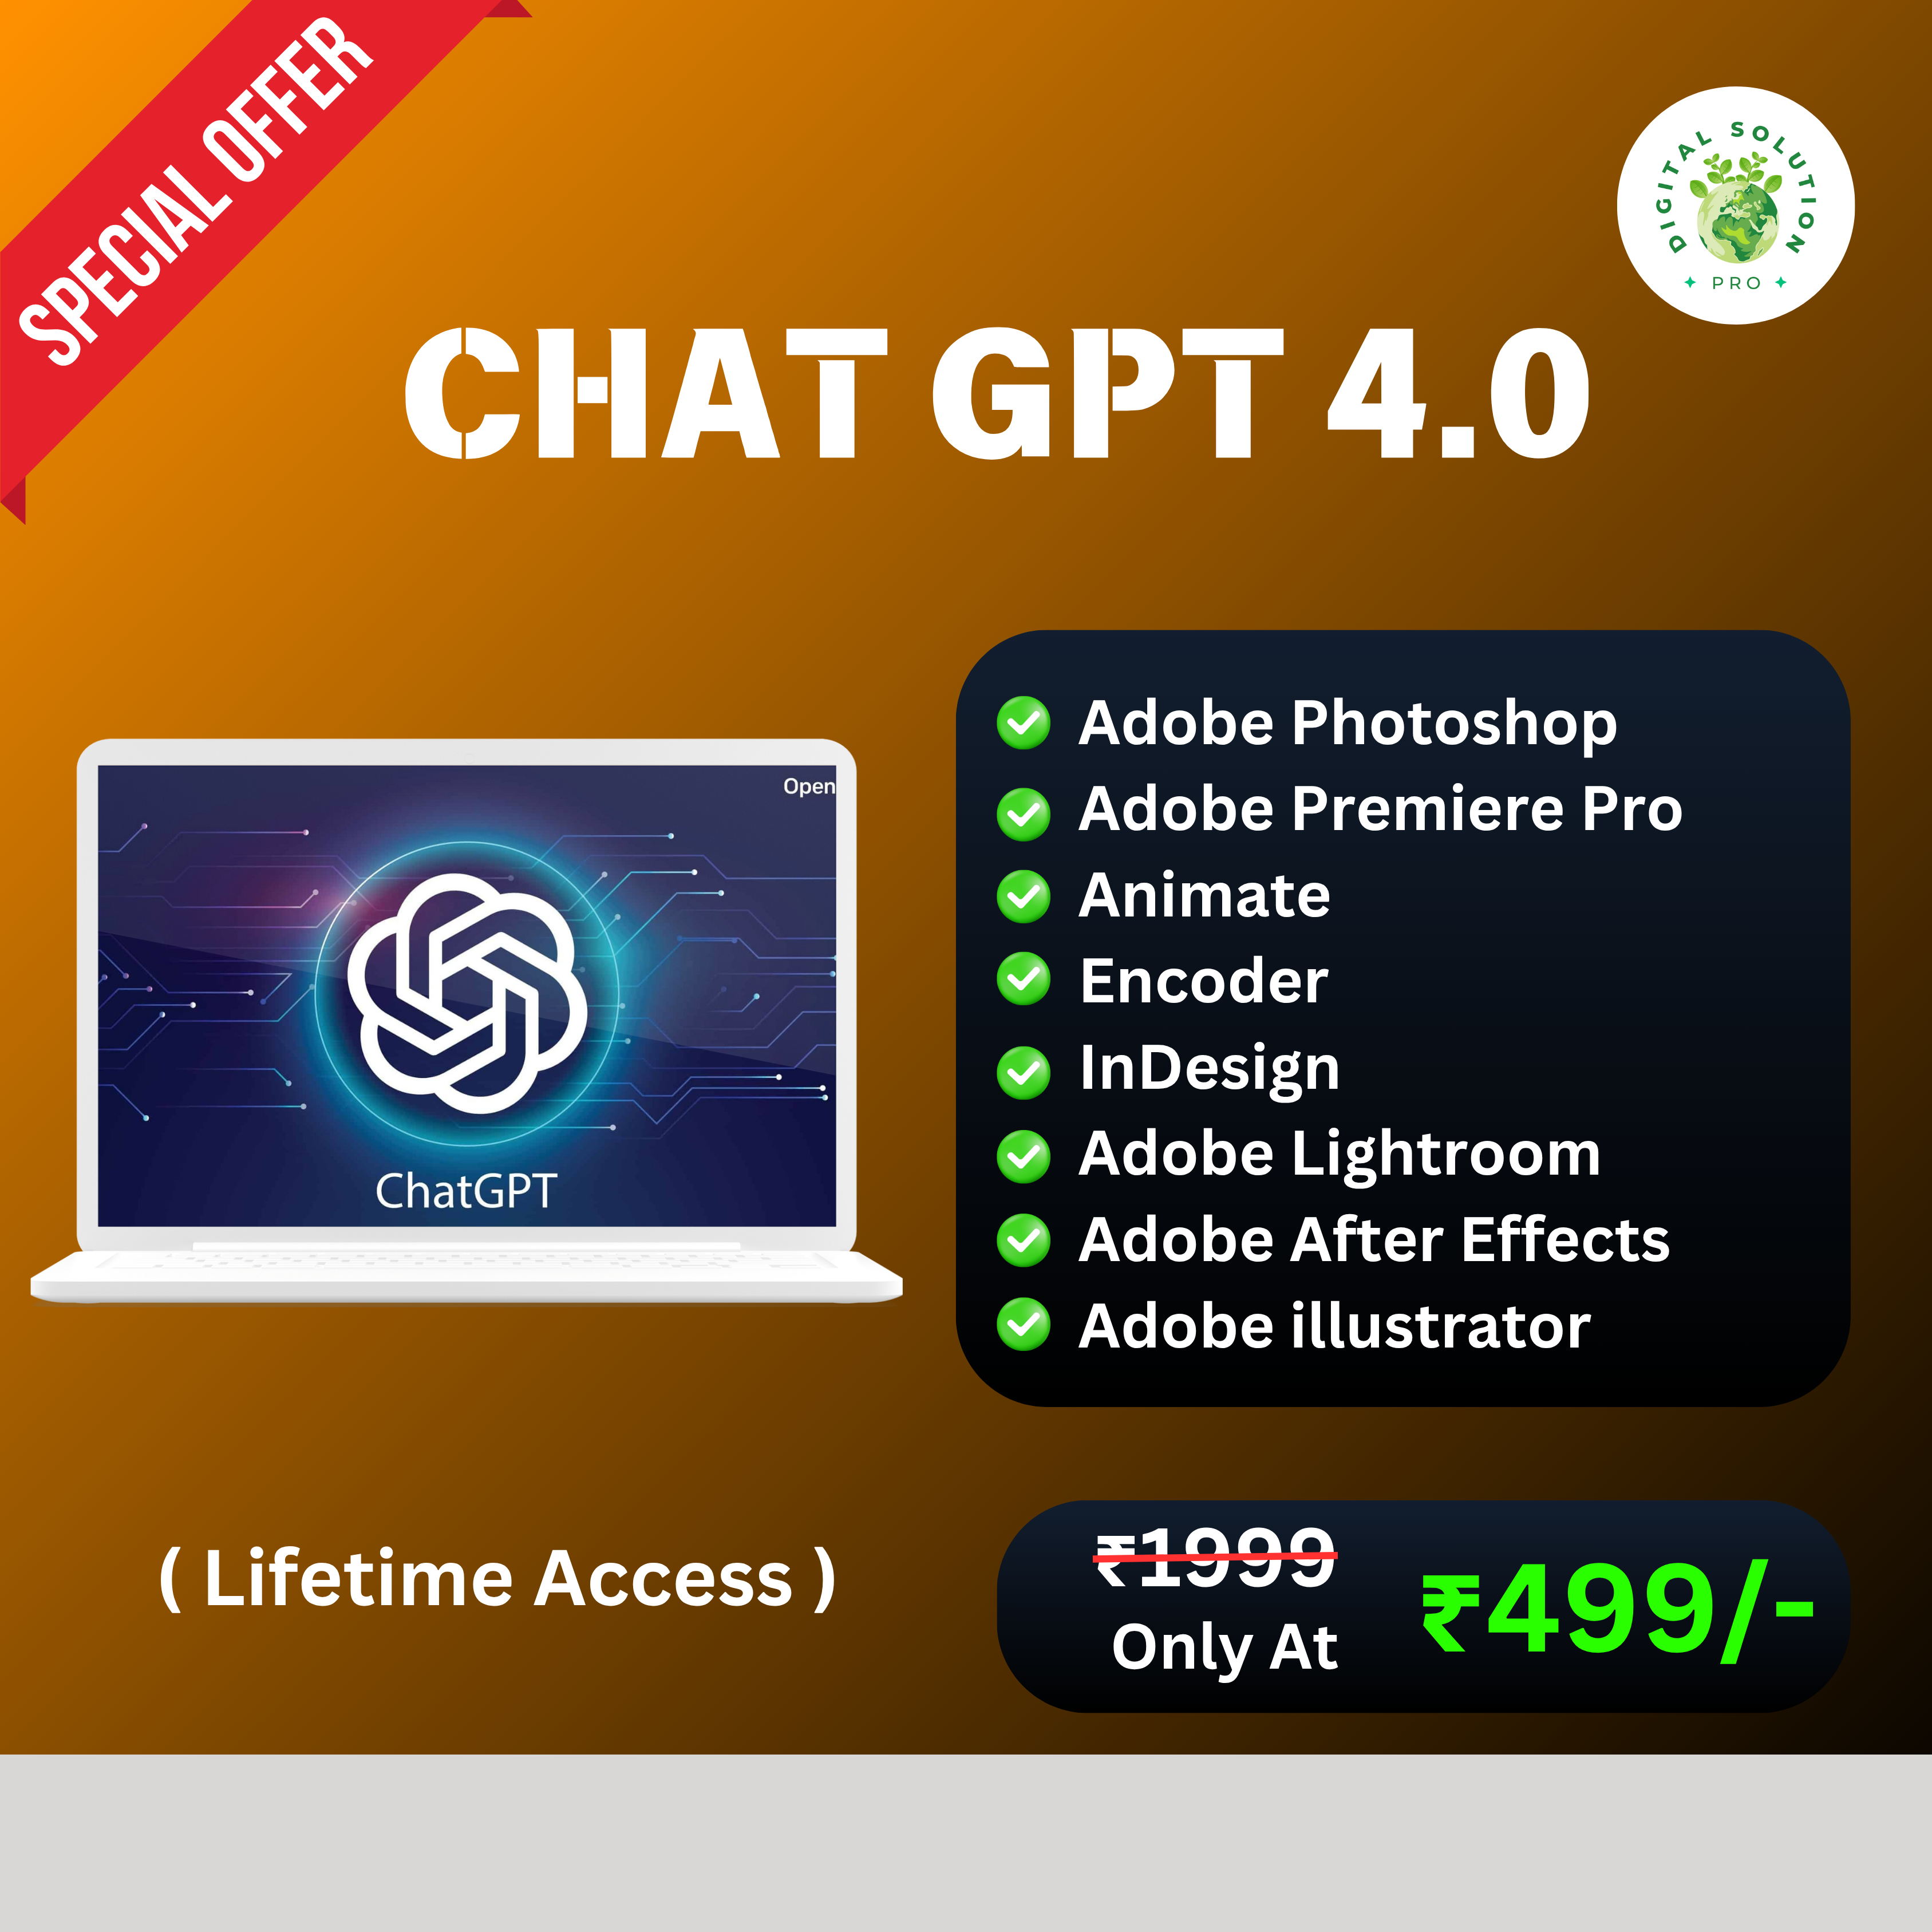 SPECIAL OFFER
DIGITAL SOLUTION
PRO
CHAT GPT 4.0
Open
ChatGPT
Adobe Photoshop
Adobe Premiere Pro
Animate
Encoder
InDesign
Adobe Lightroom
Adobe After Effects
Adobe illustrator
( Lifetime Access )
₹1999
Only At
₹499/-